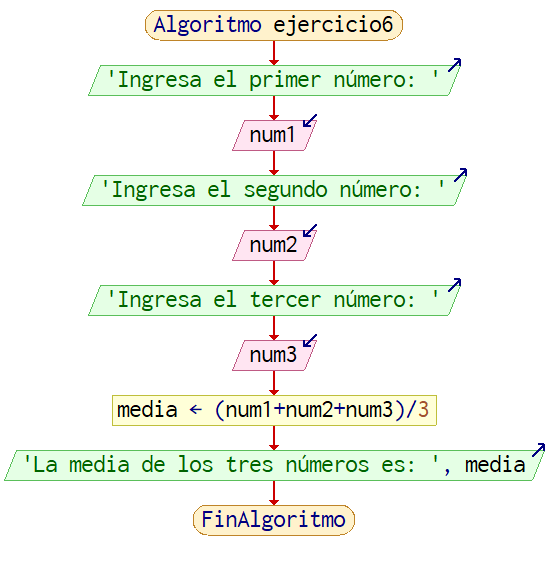 Algoritmo ejercicio6
'Ingresa el primer número: '
num1
'Ingresa el segundo número: '
num2
'Ingresa el tercer número: '
num3
media ← (num1+num2+num3)/3
'La media de los tres números es: ', media
FinAlgoritmo